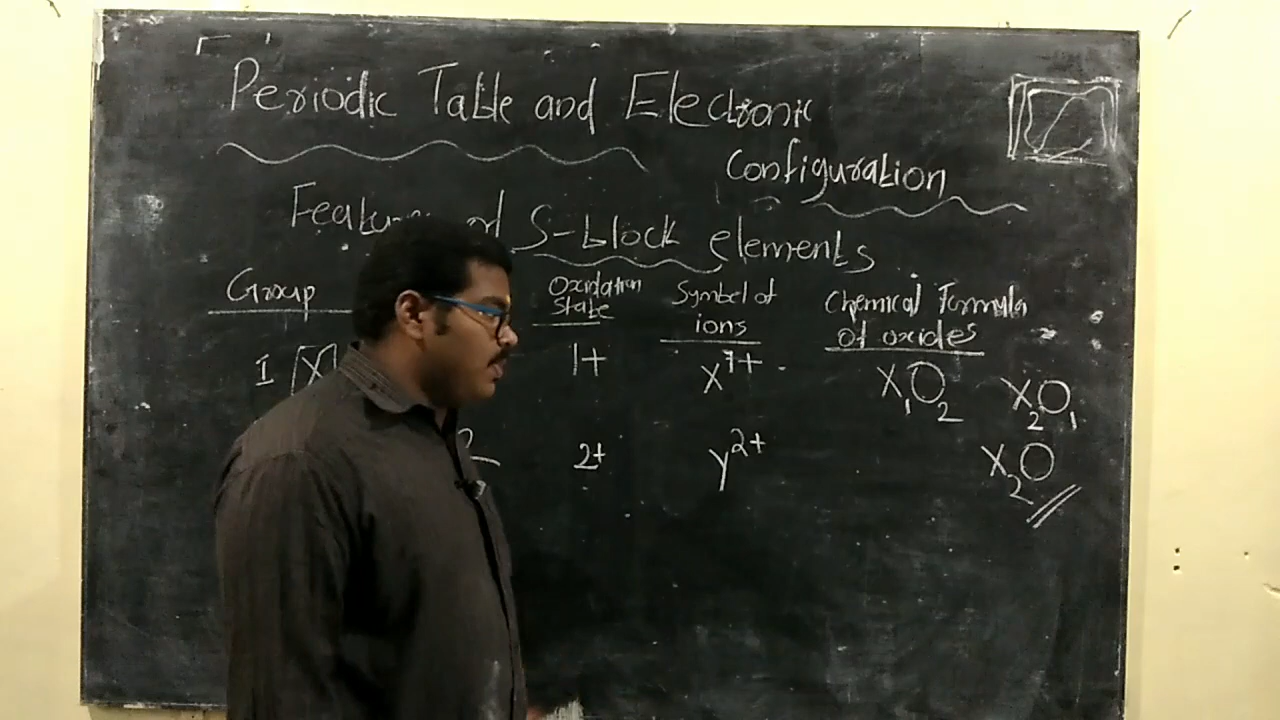 Periodic Table and Electronic
Configuration
S-block elements
Group
Oxidation
State
Symbol of
ions
Chemical Formula
of oxides
I X 1+ X¹⁺ X₁O₂ X₂O₁
2 2+ y²⁺ X₂O